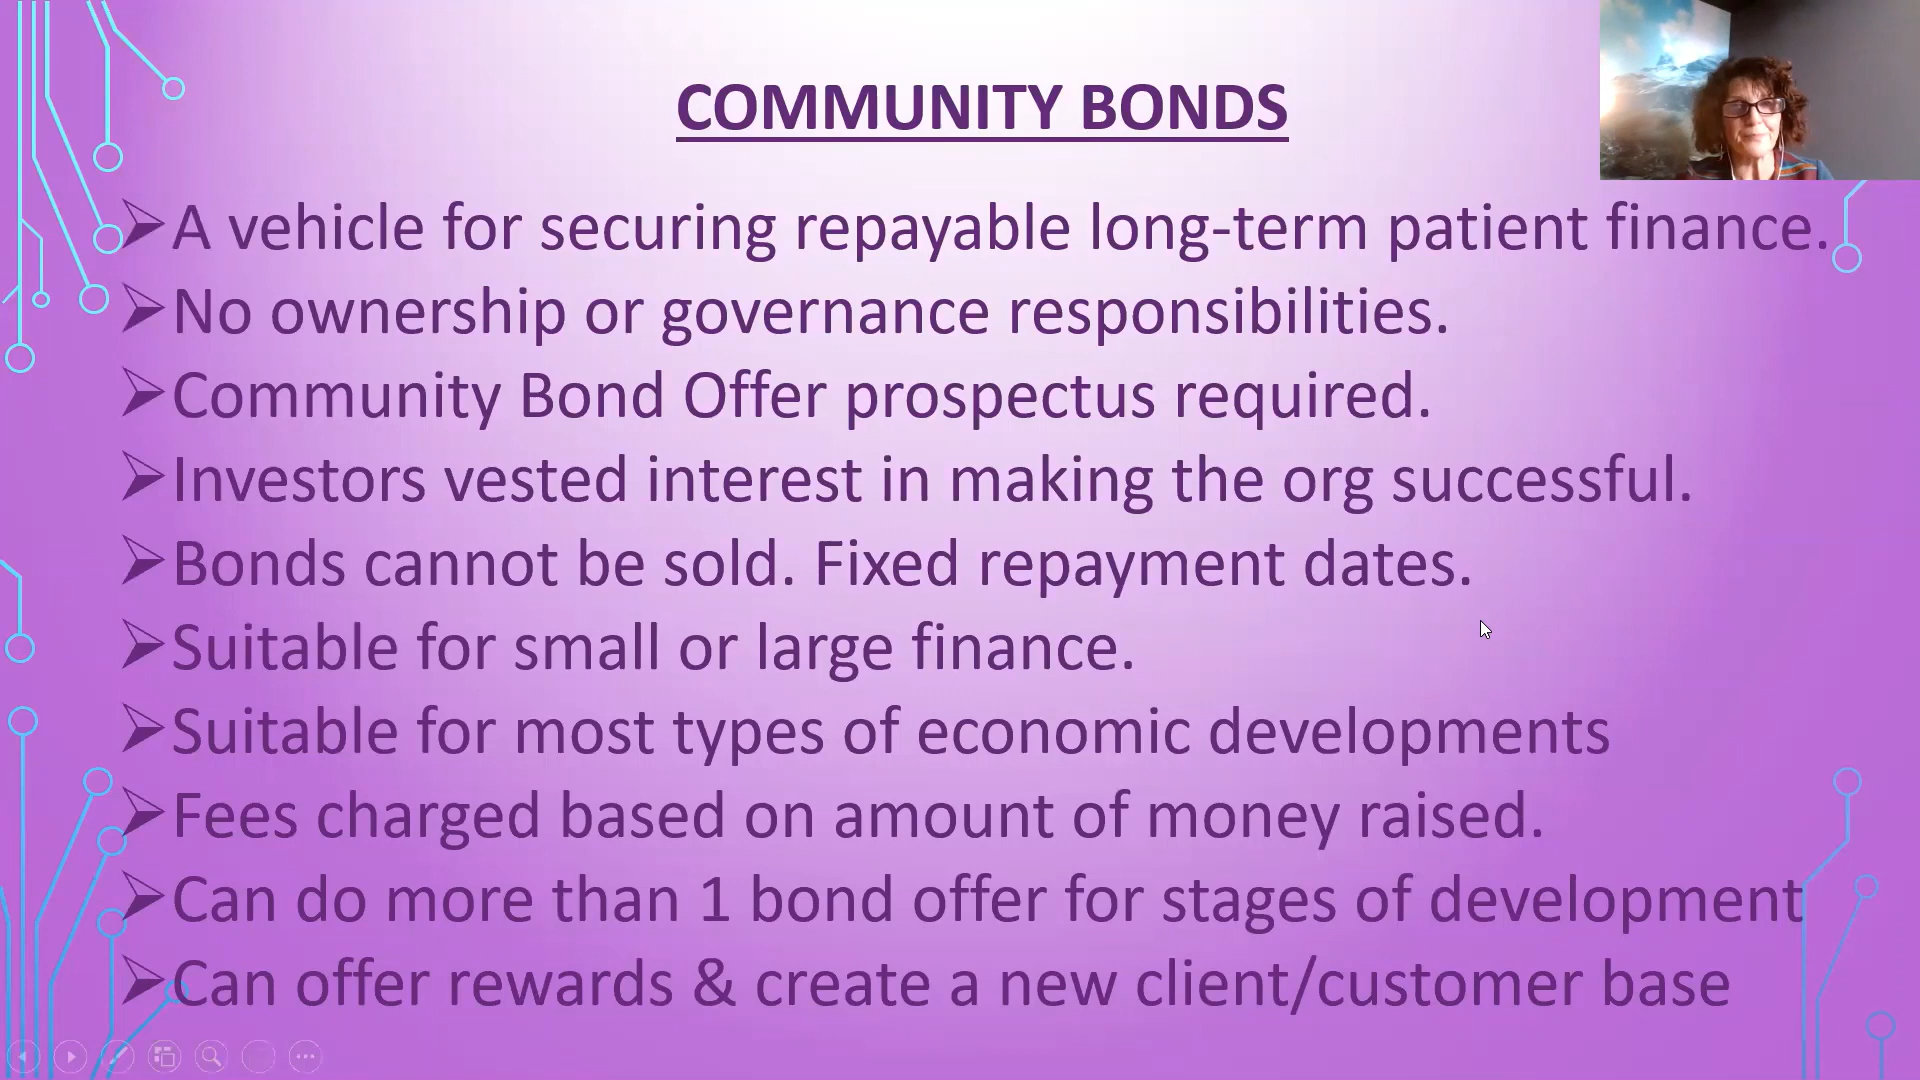 COMMUNITY BONDS
A vehicle for securing repayable long-term patient finance.
No ownership or governance responsibilities.
Community Bond Offer prospectus required.
Investors vested interest in making the org successful.
Bonds cannot be sold. Fixed repayment dates.
Suitable for small or large finance.
Suitable for most types of economic developments
Fees charged based on amount of money raised.
Can do more than 1 bond offer for stages of development
Can offer rewards & create a new client/customer base